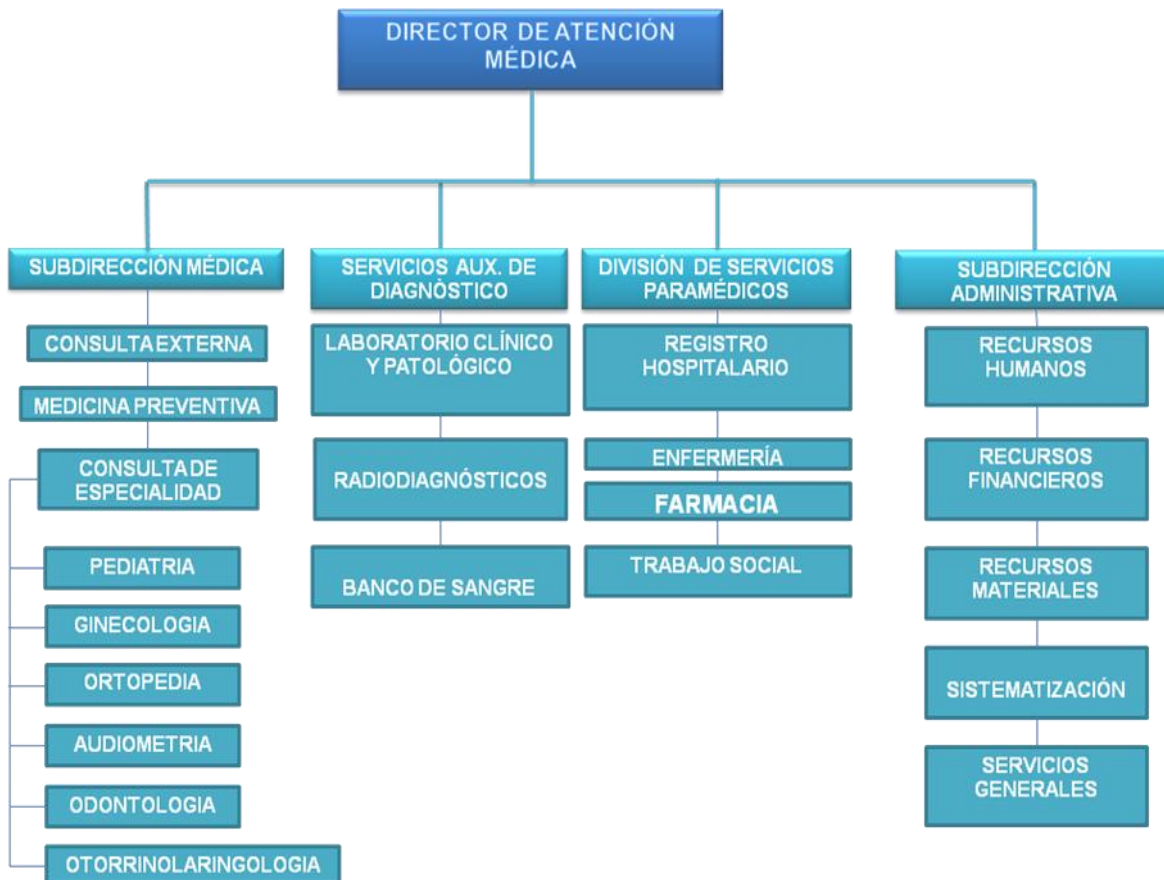 DIRECTOR DE ATENCIÓN
MÉDICA
SUBDIRECCIÓN MÉDICA
CONSULTA EXTERNA
MEDICINA PREVENTIVA
CONSULTA DE
ESPECIALIDAD
PEDIATRIA
GINECOLOGIA
ORTOPEDIA
AUDIOMETRIA
ODONTOLOGIA
OTORRINOLARINGOLOGIA
SERVICIOS AUX. DE
DIAGNÒSTICO
LABORATORIO CLÍNICO
Y PATOLÓGICO
RADIODIAGNÓSTICOS
BANCO DE SANGRE
DIVISIÓN DE SERVICIOS
PARAMÉDICOS
REGISTRO
HOSPITALARIO
ENFERMERÍA
FARMACIA
TRABAJO SOCIAL
SUBDIRECCIÓN
ADMINISTRATIVA
RECURSOS
HUMANOS
RECURSOS
FINANCIEROS
RECURSOS
MATERIALES
SISTEMATIZACIÓN
SERVICIOS
GENERALES